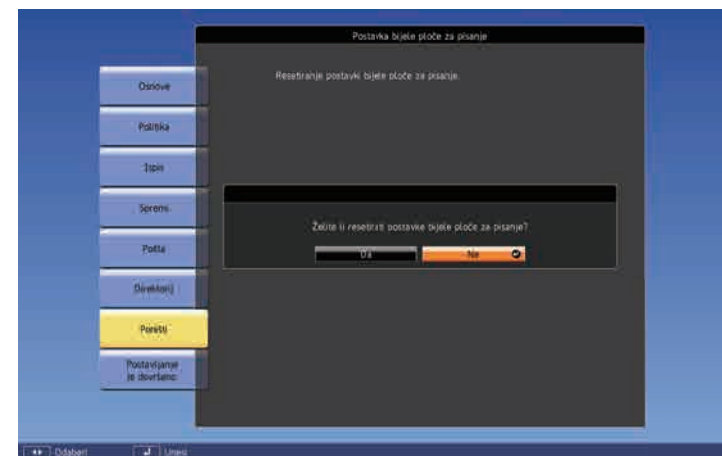 Postavka bijele ploče za pisanje
Resetiranje postavki bijele ploče za pisanje.
Osnove
Politika
Ispis
Spremi
Pošta
Direktorij
Poništi
Postavljanje
je dovršeno
Želite li resetirati postavke bijele ploče za pisanje?
Da
Ne
Odaberi
Unesi